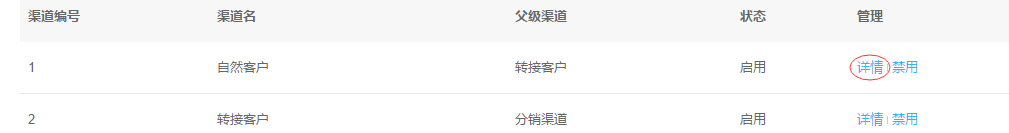 渠道编号 渠道名 父级渠道 状态 管理
1 自然客户 转接客户 启用 详情 | 禁用
2 转接客户 分销渠道 启用 详情 | 禁用